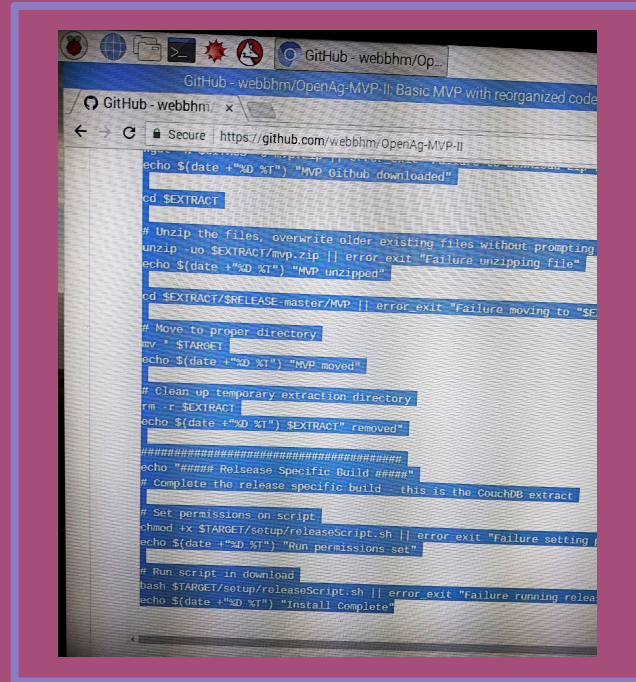 GitHub - webbhm/Op...
GitHub - webbhm/OpenAg-MVP-II: Basic MVP with reorganized code
GitHub - webbhm/ x
Secure | https://github.com/webbhm/OpenAg-MVP-II
echo $(date +"%D %T") "MVP Github downloaded"
cd $EXTRACT
# Unzip the files, overwrite older existing files without prompting
unzip -uo $EXTRACT/mvp.zip || error_exit "Failure unzipping file"
echo $(date +"%D %T") "MVP unzipped"
cd $EXTRACT/$RELEASE-master/MVP || error_exit "Failure moving to "$E
# Move to proper directory
mv * $TARGET
echo $(date +"%D %T") "MVP moved"
# Clean up temporary extraction directory
rm -r $EXTRACT
echo $(date +"%D %T") $EXTRACT" removed"
########################################
echo "##### Relsease Specific Build #####"
# Complete the release specific build - this is the CouchDB extract
# Set permissions on script
chmod +x $TARGET/setup/releaseScript.sh || error_exit "Failure setting
echo $(date +"%D %T") "Run permissions set"
# Run script in download
bash $TARGET/setup/releaseScript.sh || error_exit "Failure running relea
echo $(date +"%D %T") "Install Complete"